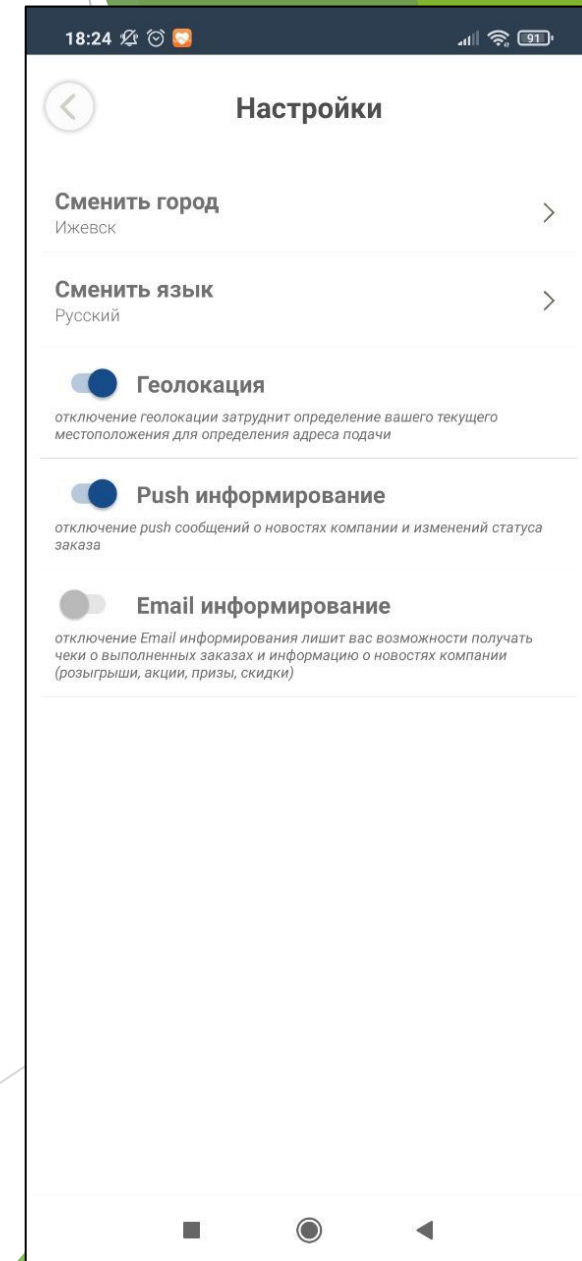 18:24
91
Настройки
Сменить город
Ижевск
Сменить язык
Русский
Геолокация
отключение геолокации затруднит определение вашего текущего
местоположения для определения адреса подачи
Push информирование
отключение push сообщений о новостях компании и изменений статуса
заказа
Email информирование
отключение Email информирования лишит вас возможности получать
чеки о выполненных заказах и информацию о новостях компании
(розыгрыши, акции, призы, скидки)